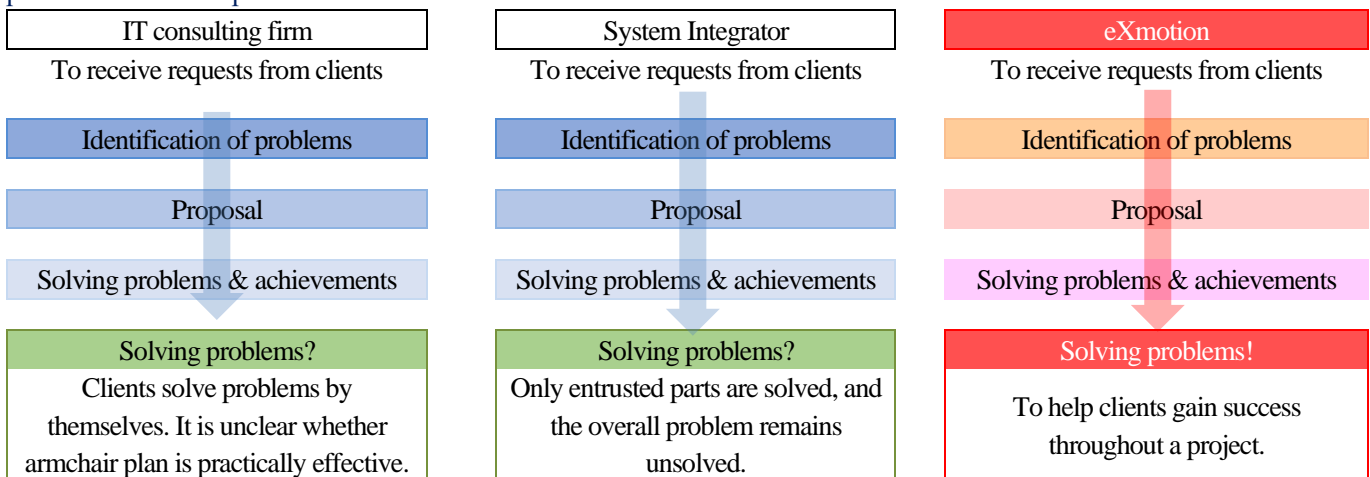 IT consulting firm
To receive requests from clients
Identification of problems
Proposal
Solving problems & achievements
Solving problems?
Clients solve problems by
themselves. It is unclear whether
armchair plan is practically effective.
System Integrator
To receive requests from clients
Identification of problems
Proposal
Solving problems & achievements
Solving problems?
Only entrusted parts are solved, and
the overall problem remains
unsolved.
eXmotion
To receive requests from clients
Identification of problems
Proposal
Solving problems & achievements
Solving problems!
To help clients gain success
throughout a project.